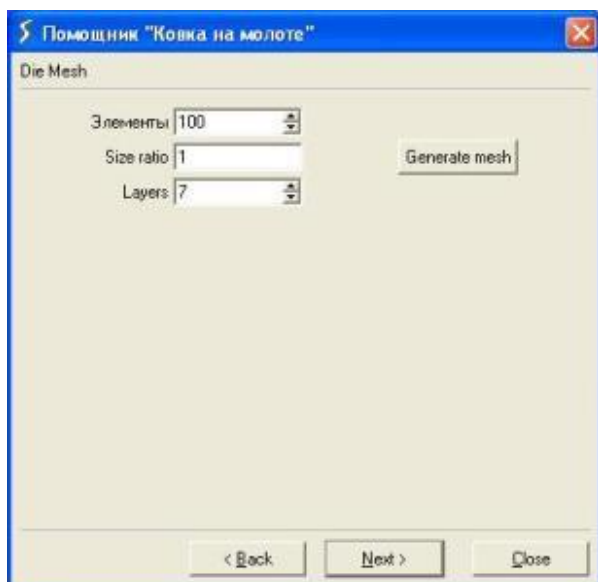 Помощник "Ковка на молоте"
Die Mesh
Элементы 100
Size ratio 1
Generate mesh
Layers 7
< Back Next > Close